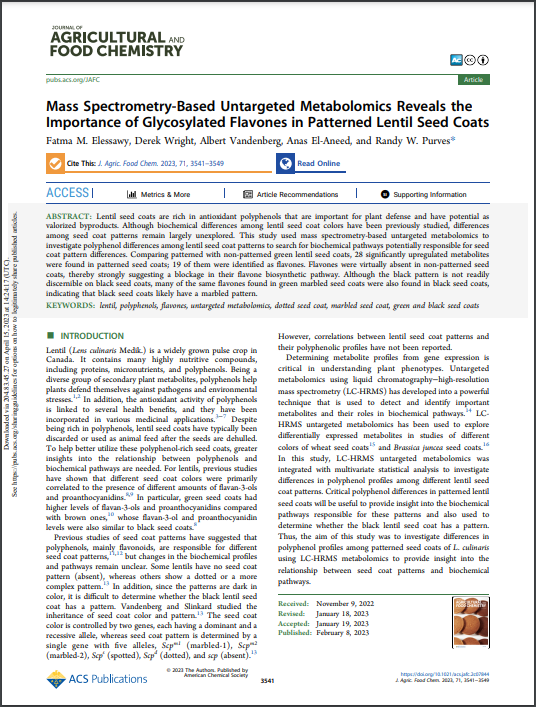 JOURNAL OF
AGRICULTURAL AND
FOOD CHEMISTRY
pubs.acs.org/JAFC
Article
Mass Spectrometry-Based Untargeted Metabolomics Reveals the
Importance of Glycosylated Flavones in Patterned Lentil Seed Coats
Fatma M. Elessawy, Derek Wright, Albert Vandenberg, Anas El-Aneed, and Randy W. Purves*
Cite This: J. Agric. Food Chem. 2023, 71, 3541−3549
Read Online
ACCESS
Metrics & More
Article Recommendations
Supporting Information
ABSTRACT: Lentil seed coats are rich in antioxidant polyphenols that are important for plant defense and have potential as
valorized byproducts. Although biochemical differences among lentil seed coat colors have been previously studied, differences
among seed coat patterns remain largely unexplored. This study used mass spectrometry-based untargeted metabolomics to
investigate polyphenol differences among lentil seed coat patterns to search for biochemical pathways potentially responsible for seed
coat pattern differences. Comparing patterned with non-patterned green lentil seed coats, 28 significantly upregulated metabolites
were found in patterned seed coats; 19 of them were identified as flavones. Flavones were virtually absent in non-patterned seed
coats, thereby strongly suggesting a blockage in their flavone biosynthetic pathway. Although the black pattern is not readily
discernible on black seed coats, many of the same flavones found in green marbled seed coats were also found in black seed coats,
indicating that black seed coats likely have a marbled pattern.
KEYWORDS: lentil, polyphenols, flavones, untargeted metabolomics, dotted seed coat, marbled seed coat, green and black seed coats
INTRODUCTION
Lentil (Lens culinaris Medik.) is a widely grown pulse crop in
Canada. It contains many highly nutritive compounds,
including proteins, micronutrients, and polyphenols. Being a
diverse group of secondary plant metabolites, polyphenols help
plants defend themselves against pathogens and environmental
stresses.1,2 In addition, the antioxidant activity of polyphenols
is linked to several health benefits, and they have been
incorporated in various medicinal applications.3−7 Despite
being rich in polyphenols, lentil seed coats have typically been
discarded or used as animal feed after the seeds are dehulled.
To help better utilize these polyphenol-rich seed coats, greater
insights into the relationship between polyphenols and
biochemical pathways are needed. For lentils, previous studies
have shown that different seed coat colors were primarily
correlated to the presence of different amounts of flavan-3-ols
and proanthocyanidins.8,9 In particular, green seed coats had
higher levels of flavan-3-ols and proanthocyanidins compared
with brown ones,10 whose flavan-3-ol and proanthocyanidin
levels were also similar to black seed coats.8
Previous studies of seed coat patterns have suggested that
polyphenols, mainly flavonoids, are responsible for different
seed coat patterns,11,12 but changes in the biochemical profiles
and pathways remain unclear. Some lentils have no seed coat
pattern (absent), whereas others show a dotted or a more
complex pattern.13 In addition, since the patterns are dark in
color, it is difficult to determine whether the black lentil seed
coat has a pattern. Vandenberg and Slinkard studied the
inheritance of seed coat color and pattern.13 The seed coat
color is controlled by two genes, each having a dominant and a
recessive allele, whereas seed coat pattern is determined by a
single gene with five alleles, Scpm1 (marbled-1), Scpm2
(marbled-2), Scps (spotted), Scpd (dotted), and scp (absent).13
However, correlations between lentil seed coat patterns and
their polyphenolic profiles have not been reported.
Determining metabolite profiles from gene expression is
critical in understanding plant phenotypes. Untargeted
metabolomics using liquid chromatography−high-resolution
mass spectrometry (LC-HRMS) has developed into a powerful
technique that is used to detect and identify important
metabolites and their roles in biochemical pathways.14 LC-
HRMS untargeted metabolomics has been used to explore
differentially expressed metabolites in studies of different
colors of wheat seed coats15 and Brassica juncea seed coats.16
In this study, LC-HRMS untargeted metabolomics was
integrated with multivariate statistical analysis to investigate
differences in polyphenol profiles among different lentil seed
coat patterns. Critical polyphenol differences in patterned lentil
seed coats will be useful to provide insight into the biochemical
pathways responsible for these patterns and also used to
determine whether the black lentil seed coat has a pattern.
Thus, the aim of this study was to investigate differences in
polyphenol profiles among patterned seed coats of L. culinaris
using LC-HRMS metabolomics to provide insight into the
relationship between seed coat patterns and biochemical
pathways.
Received: November 9, 2022
Revised: January 18, 2023
Accepted: January 19, 2023
Published: February 8, 2023
ACS Publications
© 2023 The Authors. Published by
American Chemical Society
3541
https://doi.org/10.1021/acs.jafc.2c07844
J. Agric. Food Chem. 2023, 71, 3541−3549
Downloaded via 204.83.45.27 on April 15, 2023 at 14:24:17 (UTC).
See https://pubs.acs.org/sharingguidelines for options on how to legitimately share published articles.